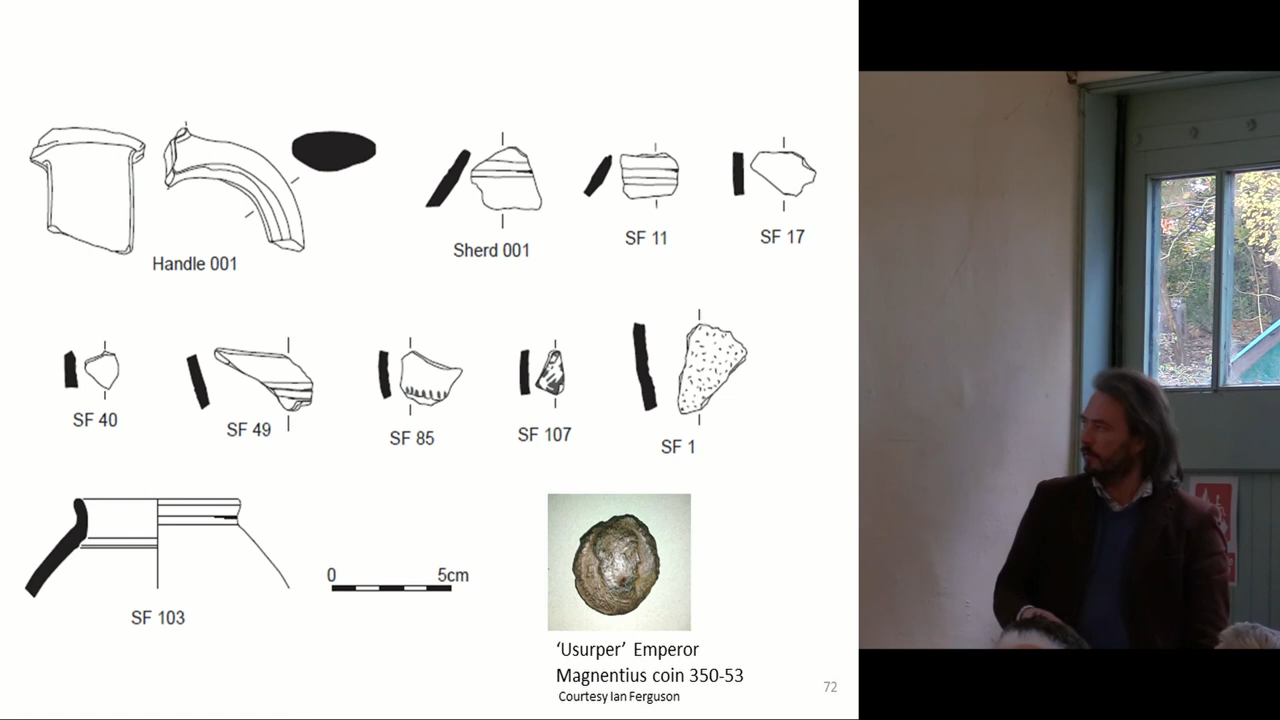 Handle 001
Sherd 001
SF 11
SF 17
SF 40
SF 49
SF 85
SF 107
SF 1
SF 103
0 5cm
‘Usurper’ Emperor
Magnentius coin 350-53
Courtesy Ian Ferguson
72